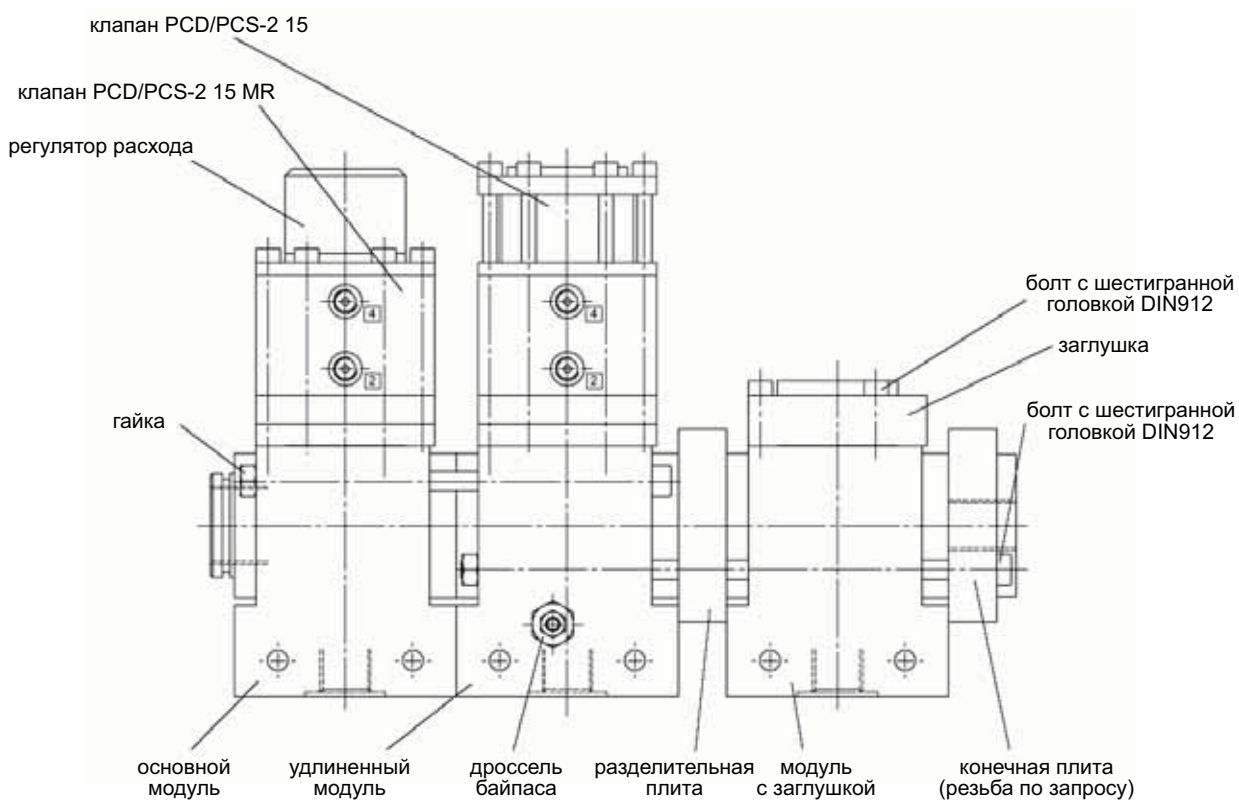 клапан PCD/PCS-2 15
клапан PCD/PCS-2 15 MR
регулятор расхода
болт с шестигранной
головкой DIN912
заглушка
4
4
2
2
гайка
болт с шестигранной
головкой DIN912
основной
модуль
удлиненный
модуль
дроссель
байпаса
разделительная
плита
модуль
с заглушкой
конечная плита
(резьба по запросу)